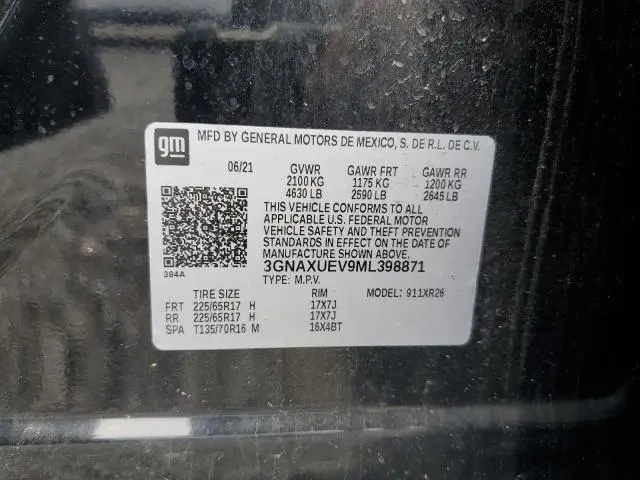 gm
MFD BY GENERAL MOTORS DE MEXICO, S. DE R.L. DE C.V.
06/21 GVWR GAWR FRT GAWR RR
2100 KG 1175 KG 1200 KG
4630 LB 2590 LB 2645 LB
THIS VEHICLE CONFORMS TO ALL
APPLICABLE U.S. FEDERAL MOTOR
VEHICLE SAFETY AND THEFT PREVENTION
STANDARDS IN EFFECT ON THE DATE OF
MANUFACTURE SHOWN ABOVE.
3GNAXUEV9ML398871
384A
TYPE: M.P.V.
TIRE SIZE RIM MODEL: 911XR26
FRT 225/65R17 H 17X7J
RR 225/65R17 H 17X7J
SPA T135/70R16 M 16X4BT